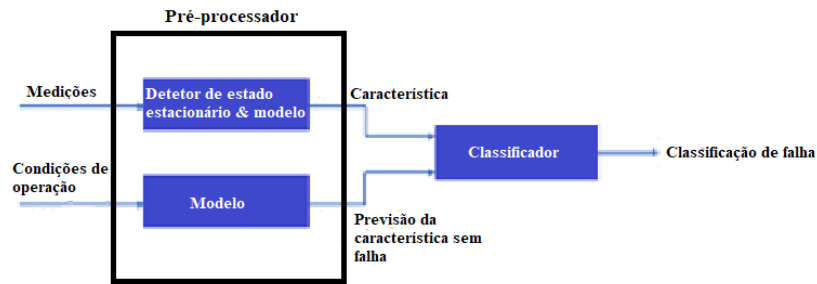 Pré-processador
Medições
Detetor de estado
estacionário & modelo
Característica
Classificador
Classificação de falha
Condições de
operação
Modelo
Previsão da
característica sem
falha